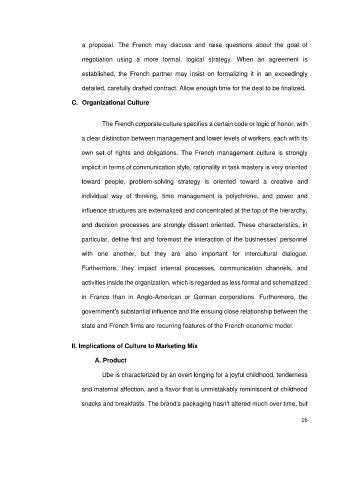 a proposal. The French may discuss and raise questions about the goal of
negotiation using a more formal, logical strategy. When an agreement is
established, the French partner may insist on formalizing it in an exceedingly
detailed, carefully drafted contract. Allow enough time for the deal to be finalized.
C. Organizational Culture
The French corporate culture specifies a certain code or logic of honor, with
a clear distinction between management and lower levels of workers, each with its
own set of rights and obligations. The French management culture is strongly
implicit in terms of communication style, rationality in task mastery is very oriented
toward people, problem-solving strategy is oriented toward a creative and
individual way of thinking, time management is polychrone, and power and
influence structures are externalized and concentrated at the top of the hierarchy,
and decision processes are strongly dissent oriented. These characteristics, in
particular, define first and foremost the interaction of the businesses' personnel
with one another, but they are also important for intercultural dialogue.
Furthermore, they impact internal processes, communication channels, and
activities inside the organization, which is regarded as less formal and schematized
in France than in Anglo-American or German corporations. Furthermore, the
government's substantial influence and the ensuing close relationship between the
state and French firms are recurring features of the French economic model.
II. Implications of Culture to Marketing Mix
A. Product
Ube is characterized by an overt longing for a joyful childhood, tenderness
and maternal affection, and a flavor that is unmistakably reminiscent of childhood
snacks and breakfasts. The brand's packaging hasn't altered much over time, but
16